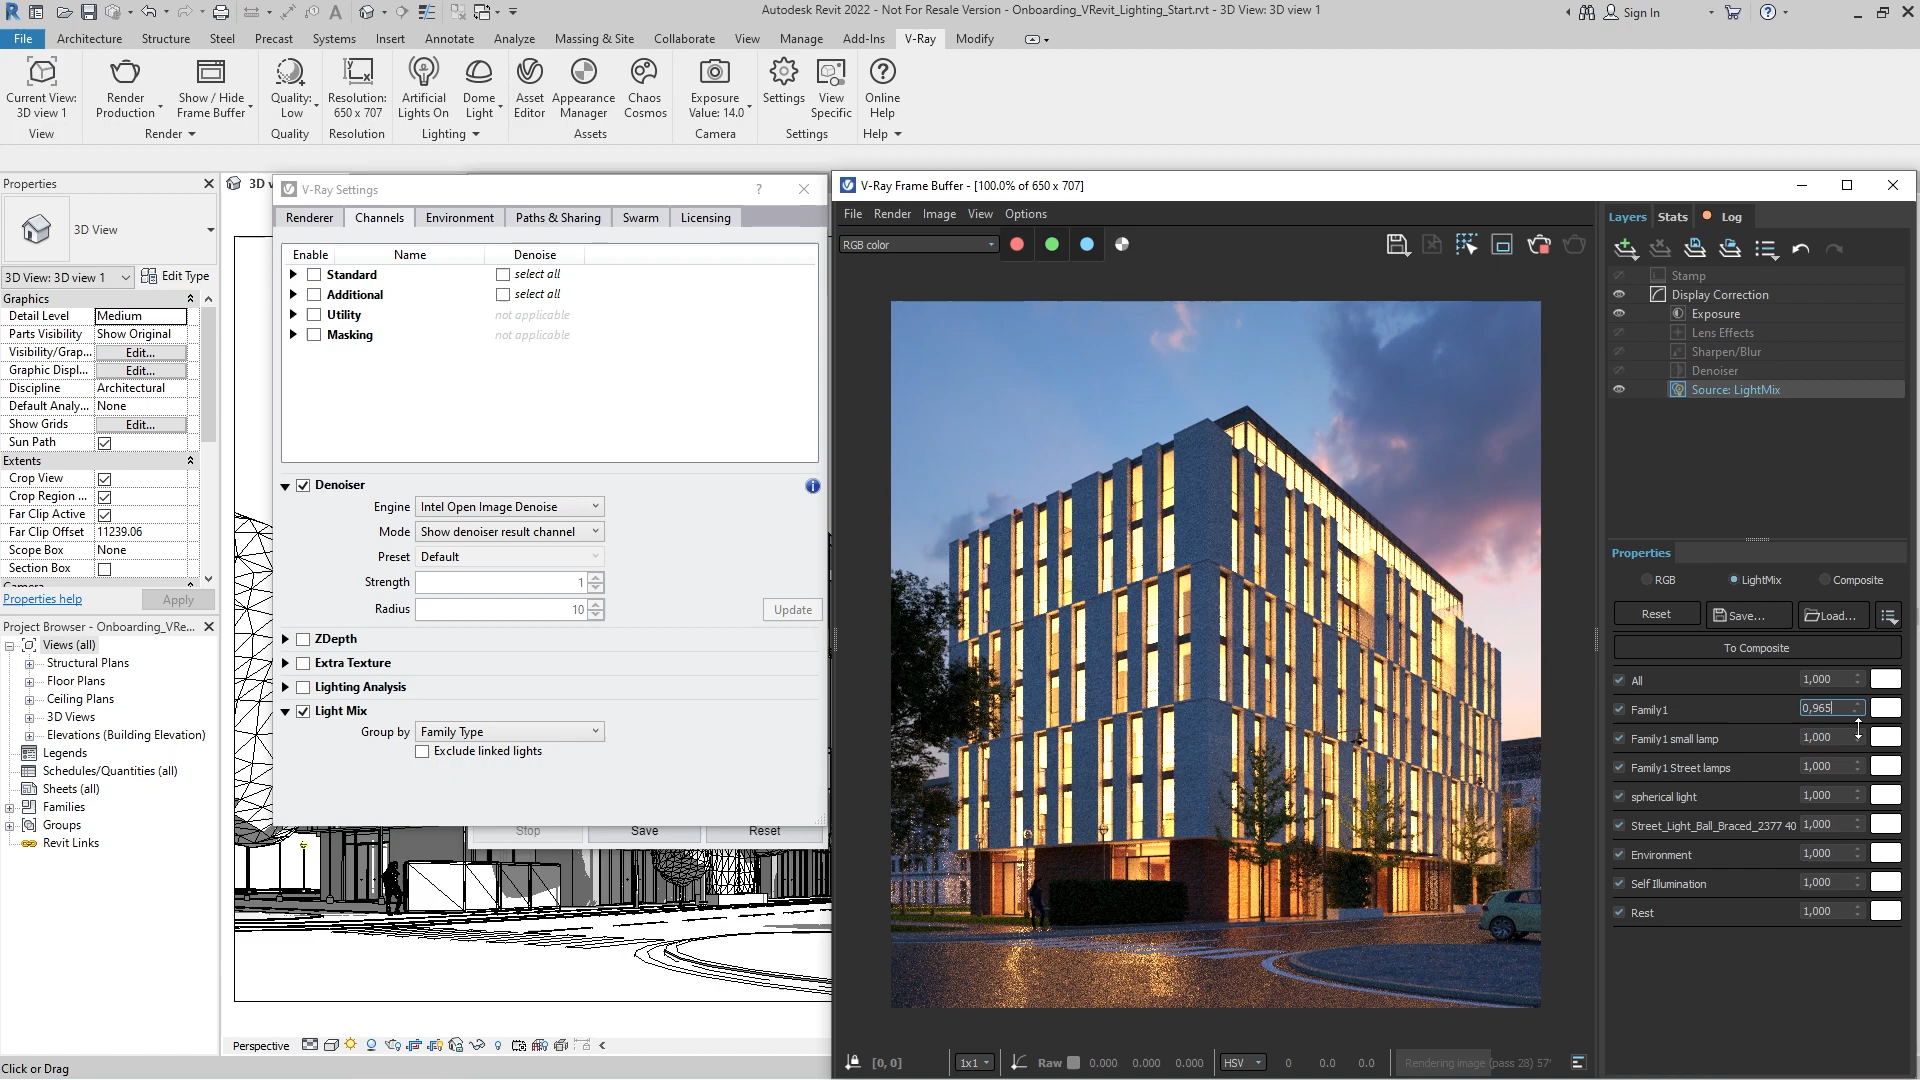 Autodesk Revit 2022 - Not For Resale Version - Onboarding_VRevit_Lighting_Start.rvt - 3D View: 3D view 1
Sign In
File Architecture Structure Steel Precast Systems Insert Annotate Analyze Massing & Site Collaborate View Manage Add-Ins V-Ray Modify
Current View: 3D view 1
Render Production
Show / Hide Frame Buffer
Quality: Low
Resolution: 650 x 707
Artificial Lights On
Dome Light
Asset Editor
Appearance Manager
Chaos Cosmos
Exposure Value: 14.0
Settings
View Specific
Online Help
View Render Quality Resolution Lighting Assets Camera Settings Help
Properties
3D View
3D View: 3D view 1 Edit Type
Graphics
Detail Level Medium
Parts Visibility Show Original
Visibility/Grap... Edit...
Graphic Displ... Edit...
Discipline Architectural
Default Analy... None
Show Grids Edit...
Sun Path
Extents
Crop View
Crop Region ...
Far Clip Active
Far Clip Offset 11239.06
Scope Box None
Section Box
Camera
Properties help Apply
Project Browser - Onboarding_VRe...
Views (all)
Structural Plans
Floor Plans
Ceiling Plans
3D Views
Elevations (Building Elevation)
Legends
Schedules/Quantities (all)
Sheets (all)
Families
Groups
Revit Links
Click or Drag
3D v
V-Ray Settings ?
Renderer Channels Environment Paths & Sharing Swarm Licensing
Enable Name Denoise
Standard select all
Additional select all
Utility not applicable
Masking not applicable
Denoiser
Engine Intel Open Image Denoise
Mode Show denoiser result channel
Preset Default
Strength 1
Radius 10 Update
ZDepth
Extra Texture
Lighting Analysis
Light Mix
Group by Family Type
Exclude linked lights
Stop Save Reset
Perspective
V-Ray Frame Buffer - [100.0% of 650 x 707]
File Render Image View Options
RGB color
[0, 0] 1x1 Raw 0.000 0.000 0.000 HSV 0 0.0 0.0 Rendering image (pass 28) 57'
Layers Stats Log
Stamp
Display Correction
Exposure
Lens Effects
Sharpen/Blur
Denoiser
Source: LightMix
Properties
RGB LightMix Composite
Reset Save... Load...
To Composite
All 1,000
Family1 0,965
Family1 small lamp 1,000
Family1 Street lamps 1,000
spherical light 1,000
Street_Light_Ball_Braced_2377 40 1,000
Environment 1,000
Self Illumination 1,000
Rest 1,000